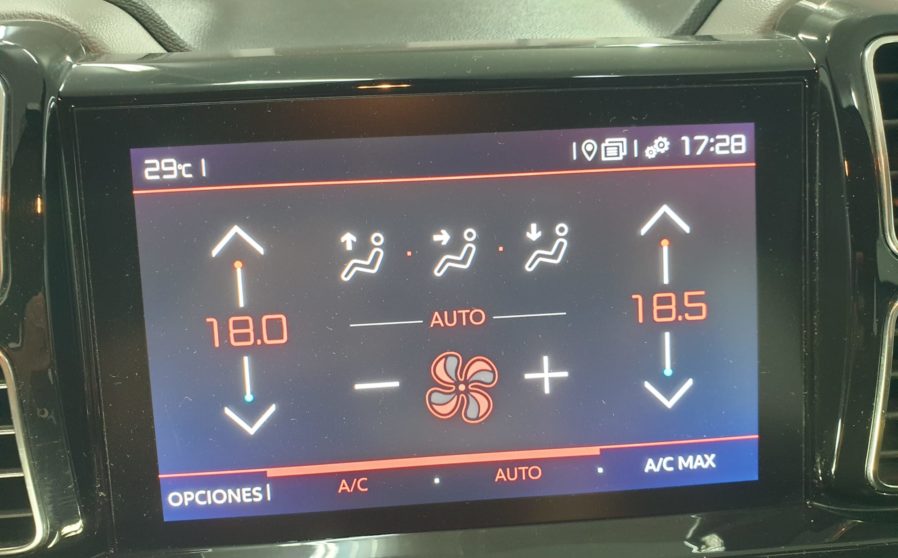 29°C
17:28
18.0
18.5
AUTO
OPCIONES
A/C
AUTO
A/C MAX